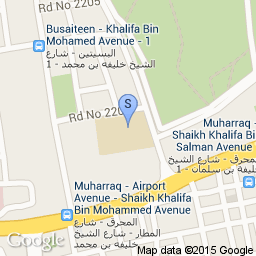 Rd No 2205
Busaiteen - Khalifa Bin
Mohamed Avenue - 1
البسيتين - شارع
الشيخ خليفة بن محمد - 1
S
Rd No 2205
Muharraq -
Shaikh Khalifa Bin
Salman Avenue
المحرق - شارع الشيخ
خليفة بن سلمان - 1
Muharraq - Airport
Avenue - Shaikh Khalifa
Bin Mohammed Avenue
المحرق - شارع
المطار - شارع الشيخ
خليفة بن محمد
Google
Map data ©2015 Google